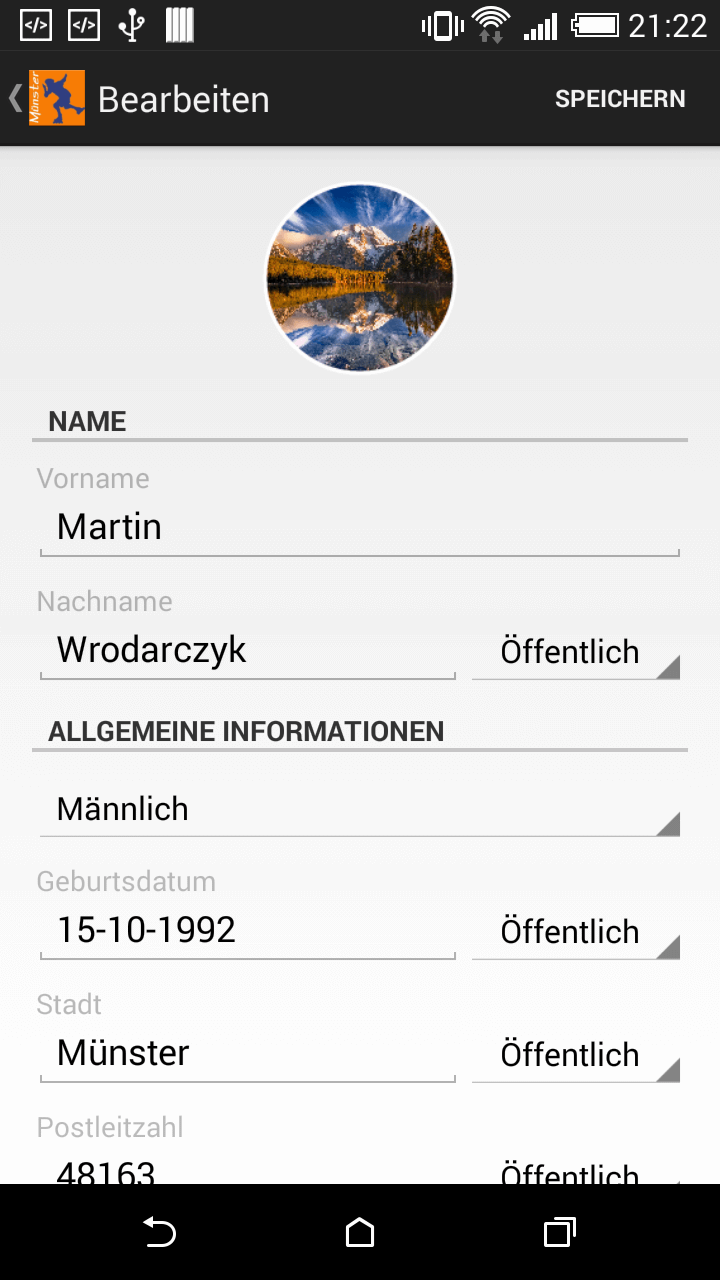 21:22
Münster
Bearbeiten
SPEICHERN
NAME
Vorname
Martin
Nachname
Wrodarczyk
Öffentlich
ALLGEMEINE INFORMATIONEN
Männlich
Geburtsdatum
15-10-1992
Öffentlich
Stadt
Münster
Öffentlich
Postleitzahl
48163
Öffentlich